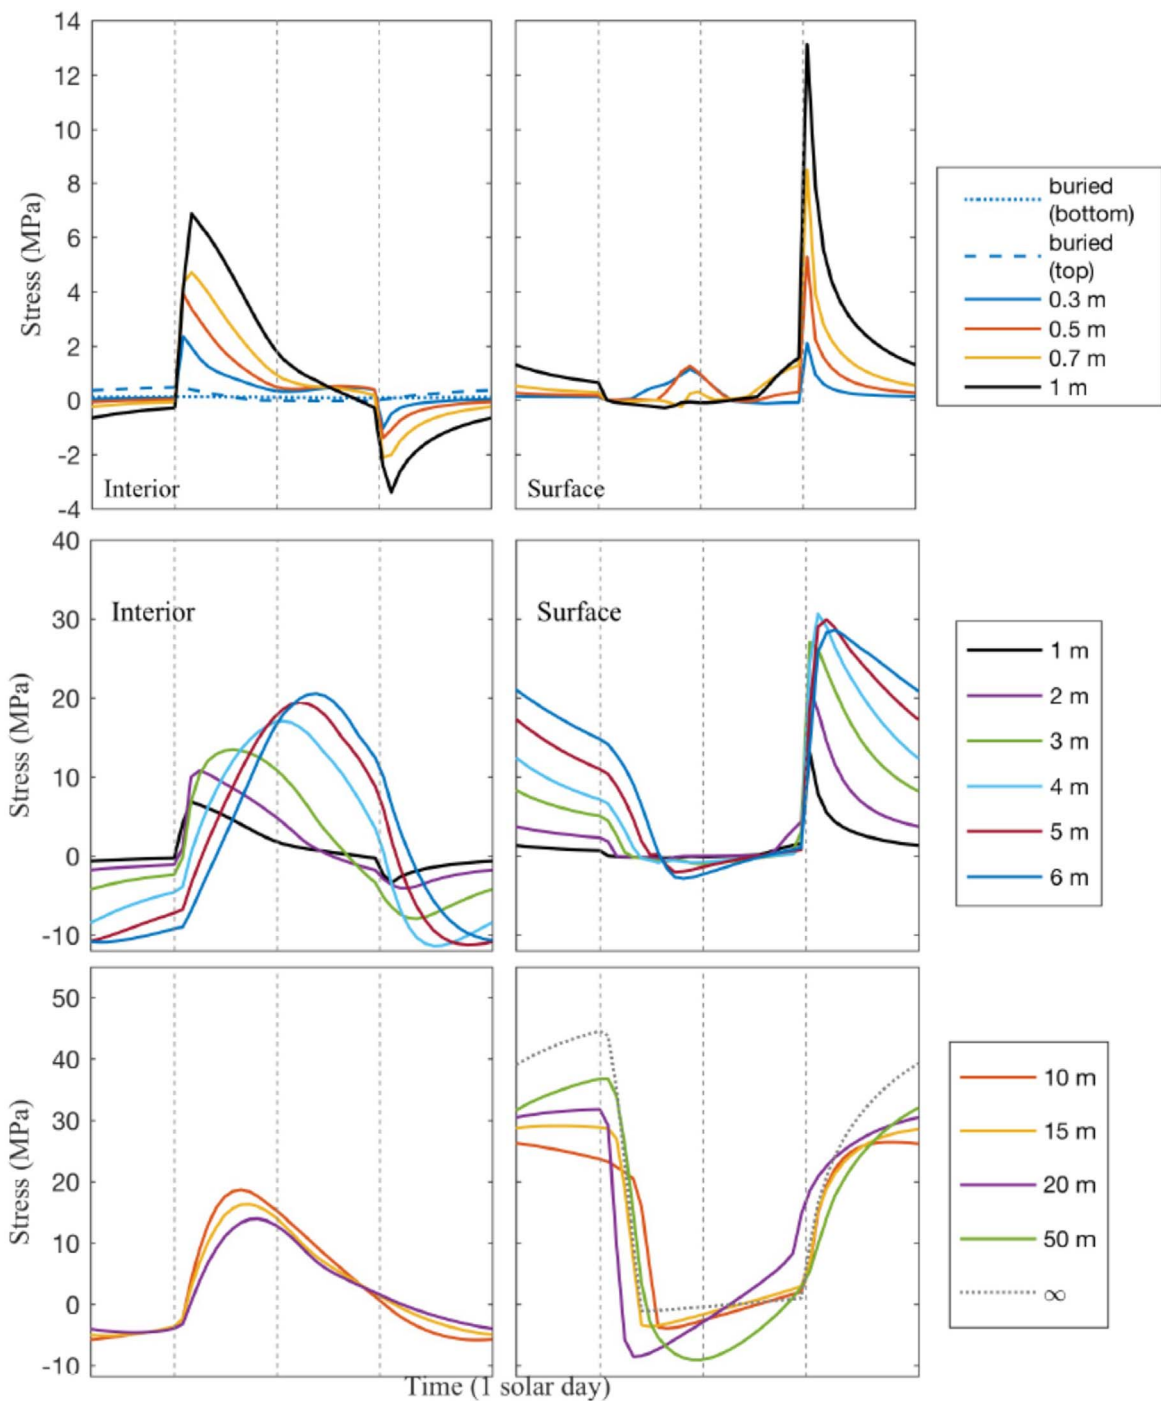 14
12
10
8
6
4
2
0
-2
-4
Stress (MPa)
Interior
Surface
buried
(bottom)
buried
(top)
0.3 m
0.5 m
0.7 m
1 m
40
30
20
10
0
-10
Stress (MPa)
Interior
Surface
1 m
2 m
3 m
4 m
5 m
6 m
50
40
30
20
10
0
-10
Stress (MPa)
10 m
15 m
20 m
50 m
∞
Time (1 solar day)